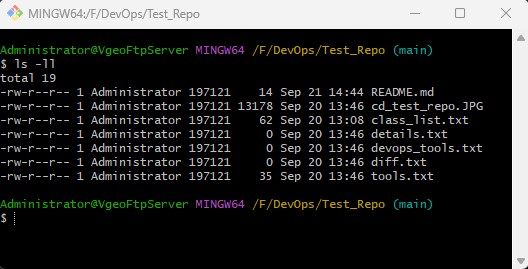 MINGW64:/F/DevOps/Test_Repo
Administrator@VgeoFtpServer MINGW64 /F/DevOps/Test_Repo (main)
$ ls -ll
total 19
-rw-r--r-- 1 Administrator 197121    14 Sep 21 14:44 README.md
-rw-r--r-- 1 Administrator 197121 13178 Sep 20 13:46 cd_test_repo.JPG
-rw-r--r-- 1 Administrator 197121    62 Sep 20 13:08 class_list.txt
-rw-r--r-- 1 Administrator 197121     0 Sep 20 13:46 details.txt
-rw-r--r-- 1 Administrator 197121     0 Sep 20 13:46 devops_tools.txt
-rw-r--r-- 1 Administrator 197121     0 Sep 20 13:46 diff.txt
-rw-r--r-- 1 Administrator 197121    35 Sep 20 13:46 tools.txt
Administrator@VgeoFtpServer MINGW64 /F/DevOps/Test_Repo (main)
$